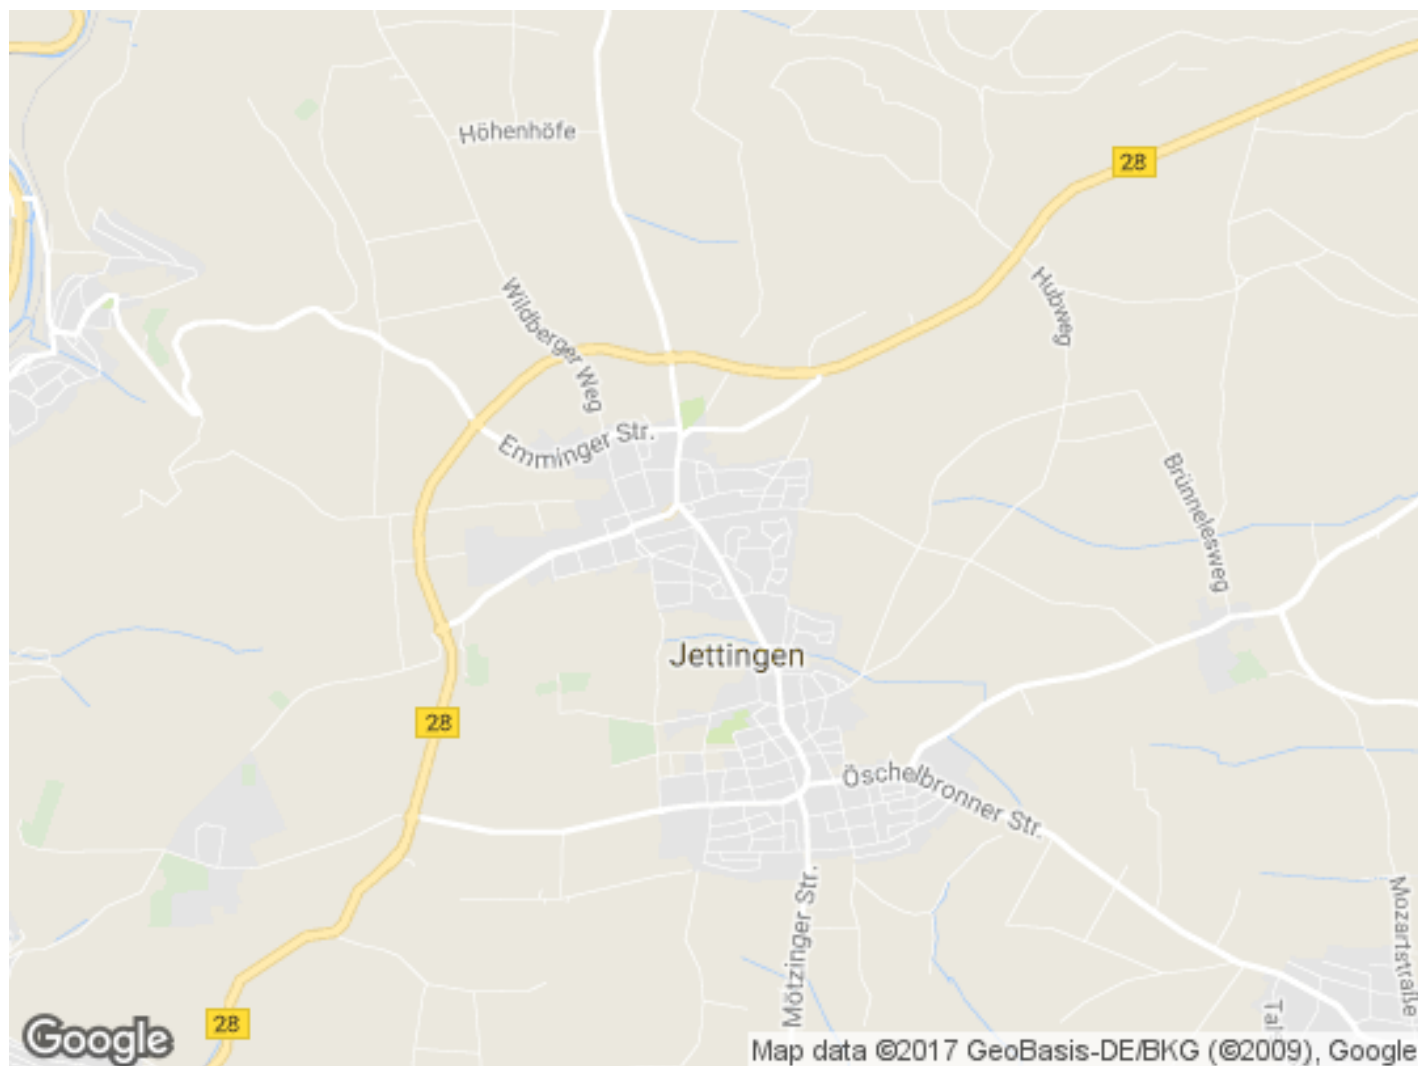 Höhenhöfe
28
Hubweg
Wildberger Weg
Emminger Str.
Brünnelesweg
Jettingen
28
Öschelbronner Str.
Mötzinger Str.
Mozartstraße
Tal
28
Google
Map data ©2017 GeoBasis-DE/BKG (©2009), Google